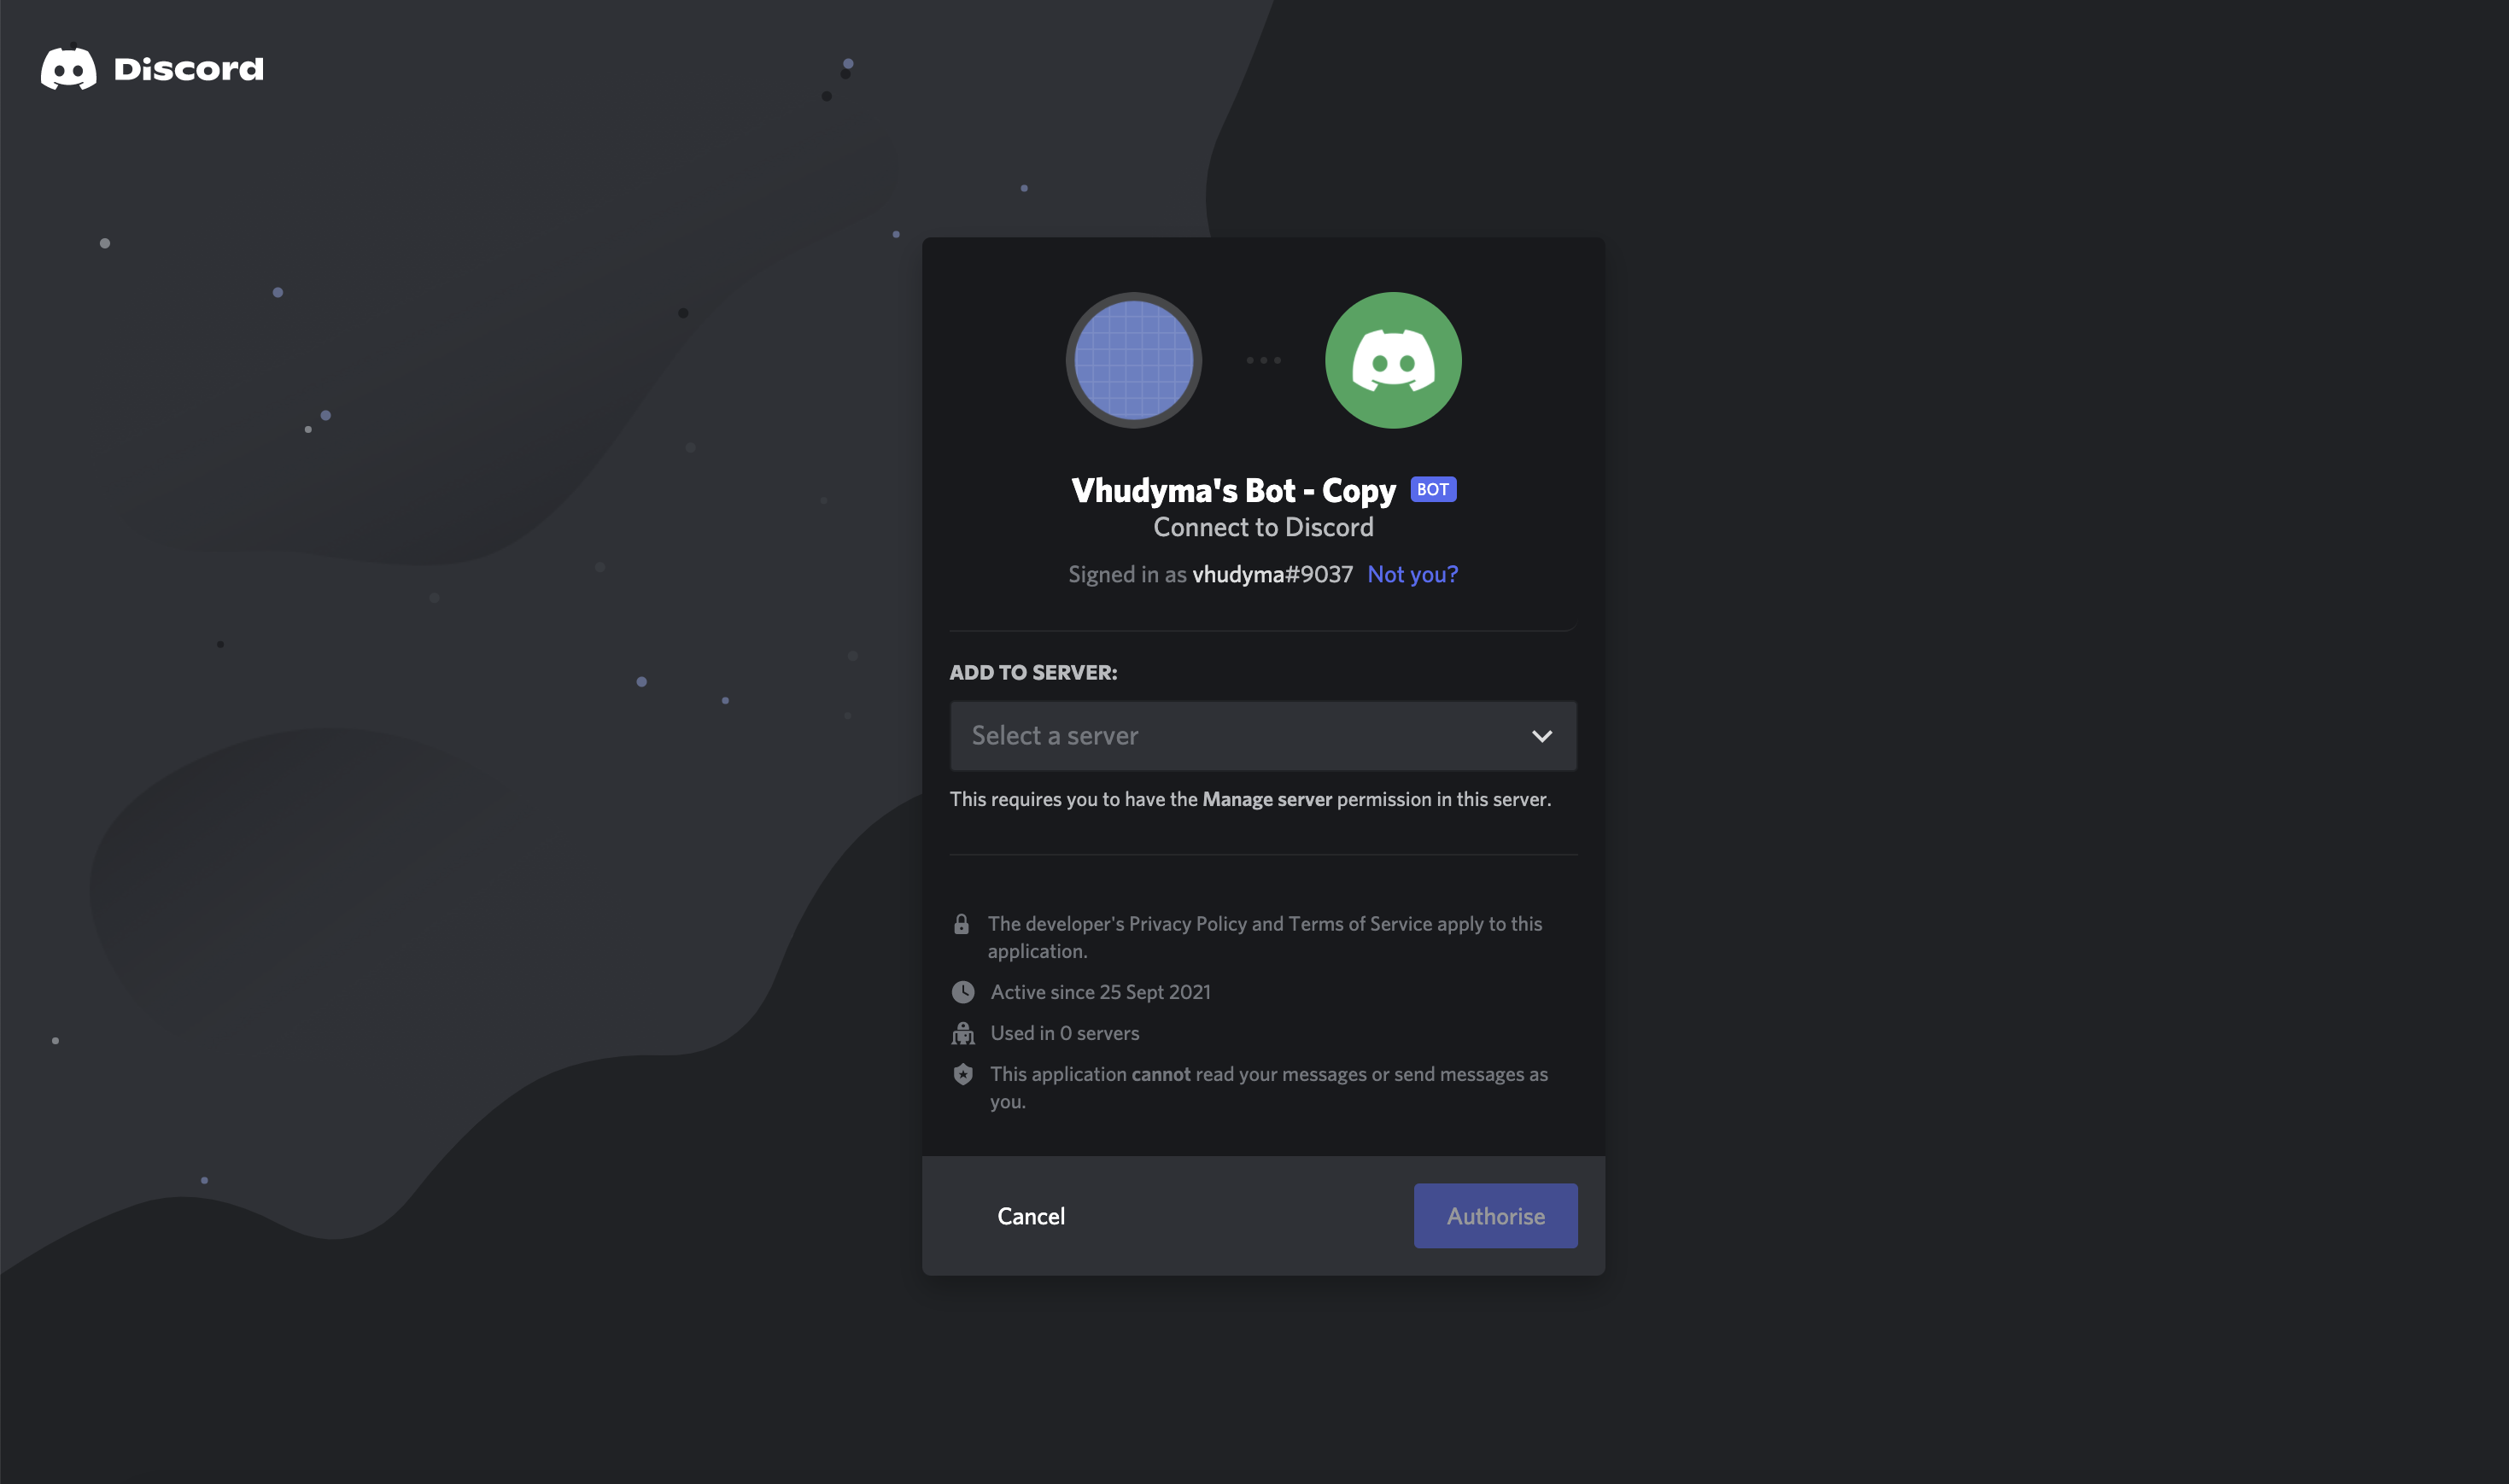 Discord
Vhudyma's Bot - Copy BOT
Connect to Discord
Signed in as vhudyma#9037 Not you?
ADD TO SERVER:
Select a server
This requires you to have the Manage server permission in this server.
The developer's Privacy Policy and Terms of Service apply to this
application.
Active since 25 Sept 2021
Used in 0 servers
This application cannot read your messages or send messages as
you.
Cancel
Authorise